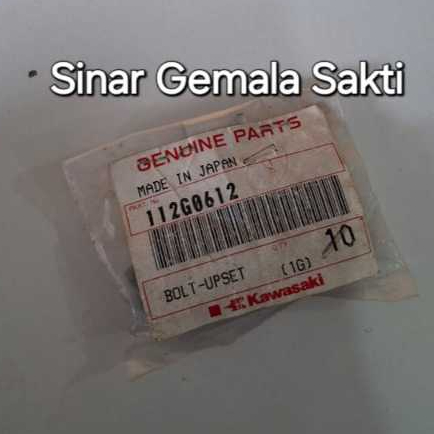 Sinar Gemala Sakti
GENUINE PARTS
MADE IN JAPAN
PART No.
112G0612
QTY
10
BOLT-UPSET (1G)
Kawasaki